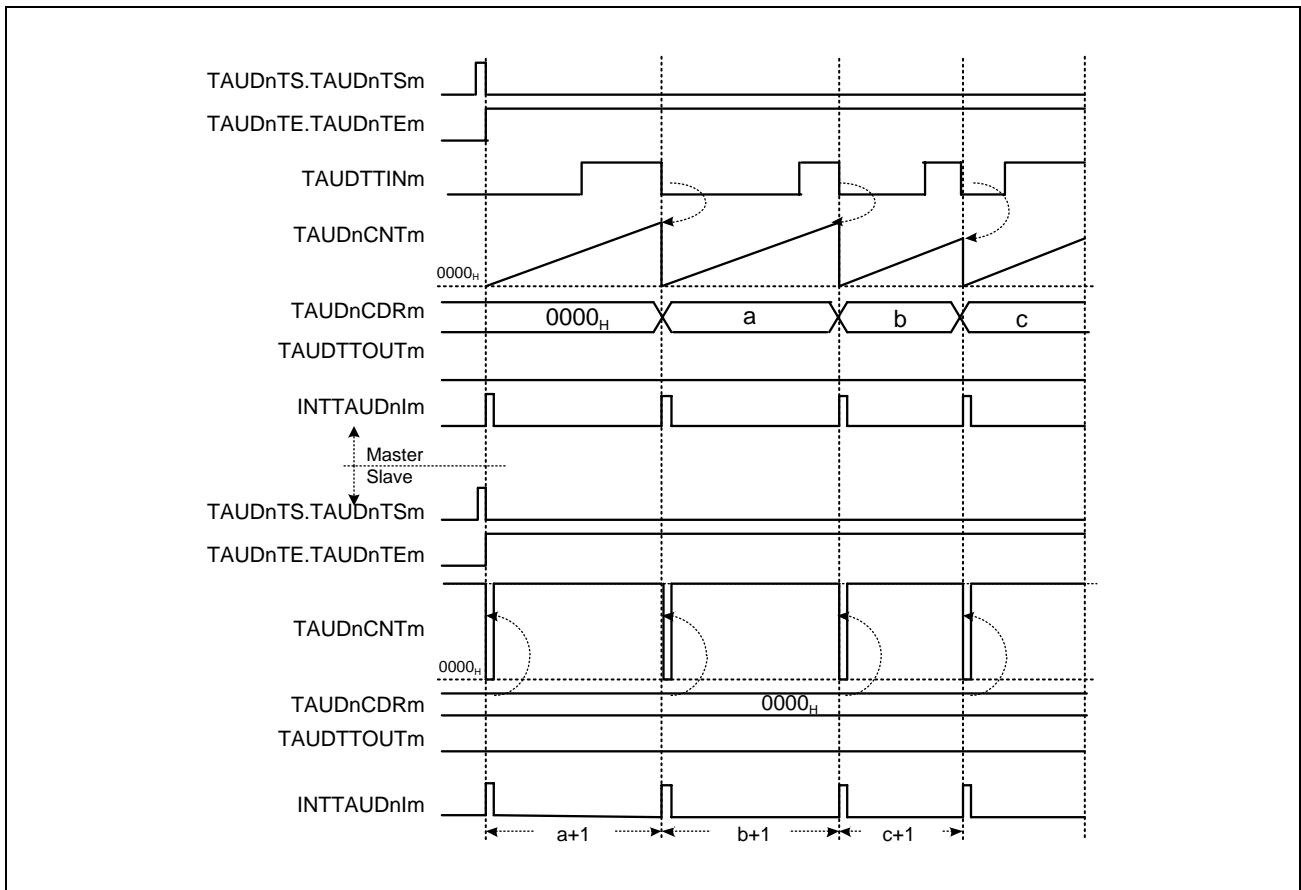 TAUDnTS.TAUDnTSm
TAUDnTE.TAUDnTEm
TAUDTTINm
TAUDnCNTm
0000H
TAUDnCDRm
0000H a b c
TAUDTTOUTm
INTTAUDnIm
Master
Slave
TAUDnTS.TAUDnTSm
TAUDnTE.TAUDnTEm
TAUDnCNTm
0000H
TAUDnCDRm
0000H
TAUDTTOUTm
INTTAUDnIm
a+1 b+1 c+1